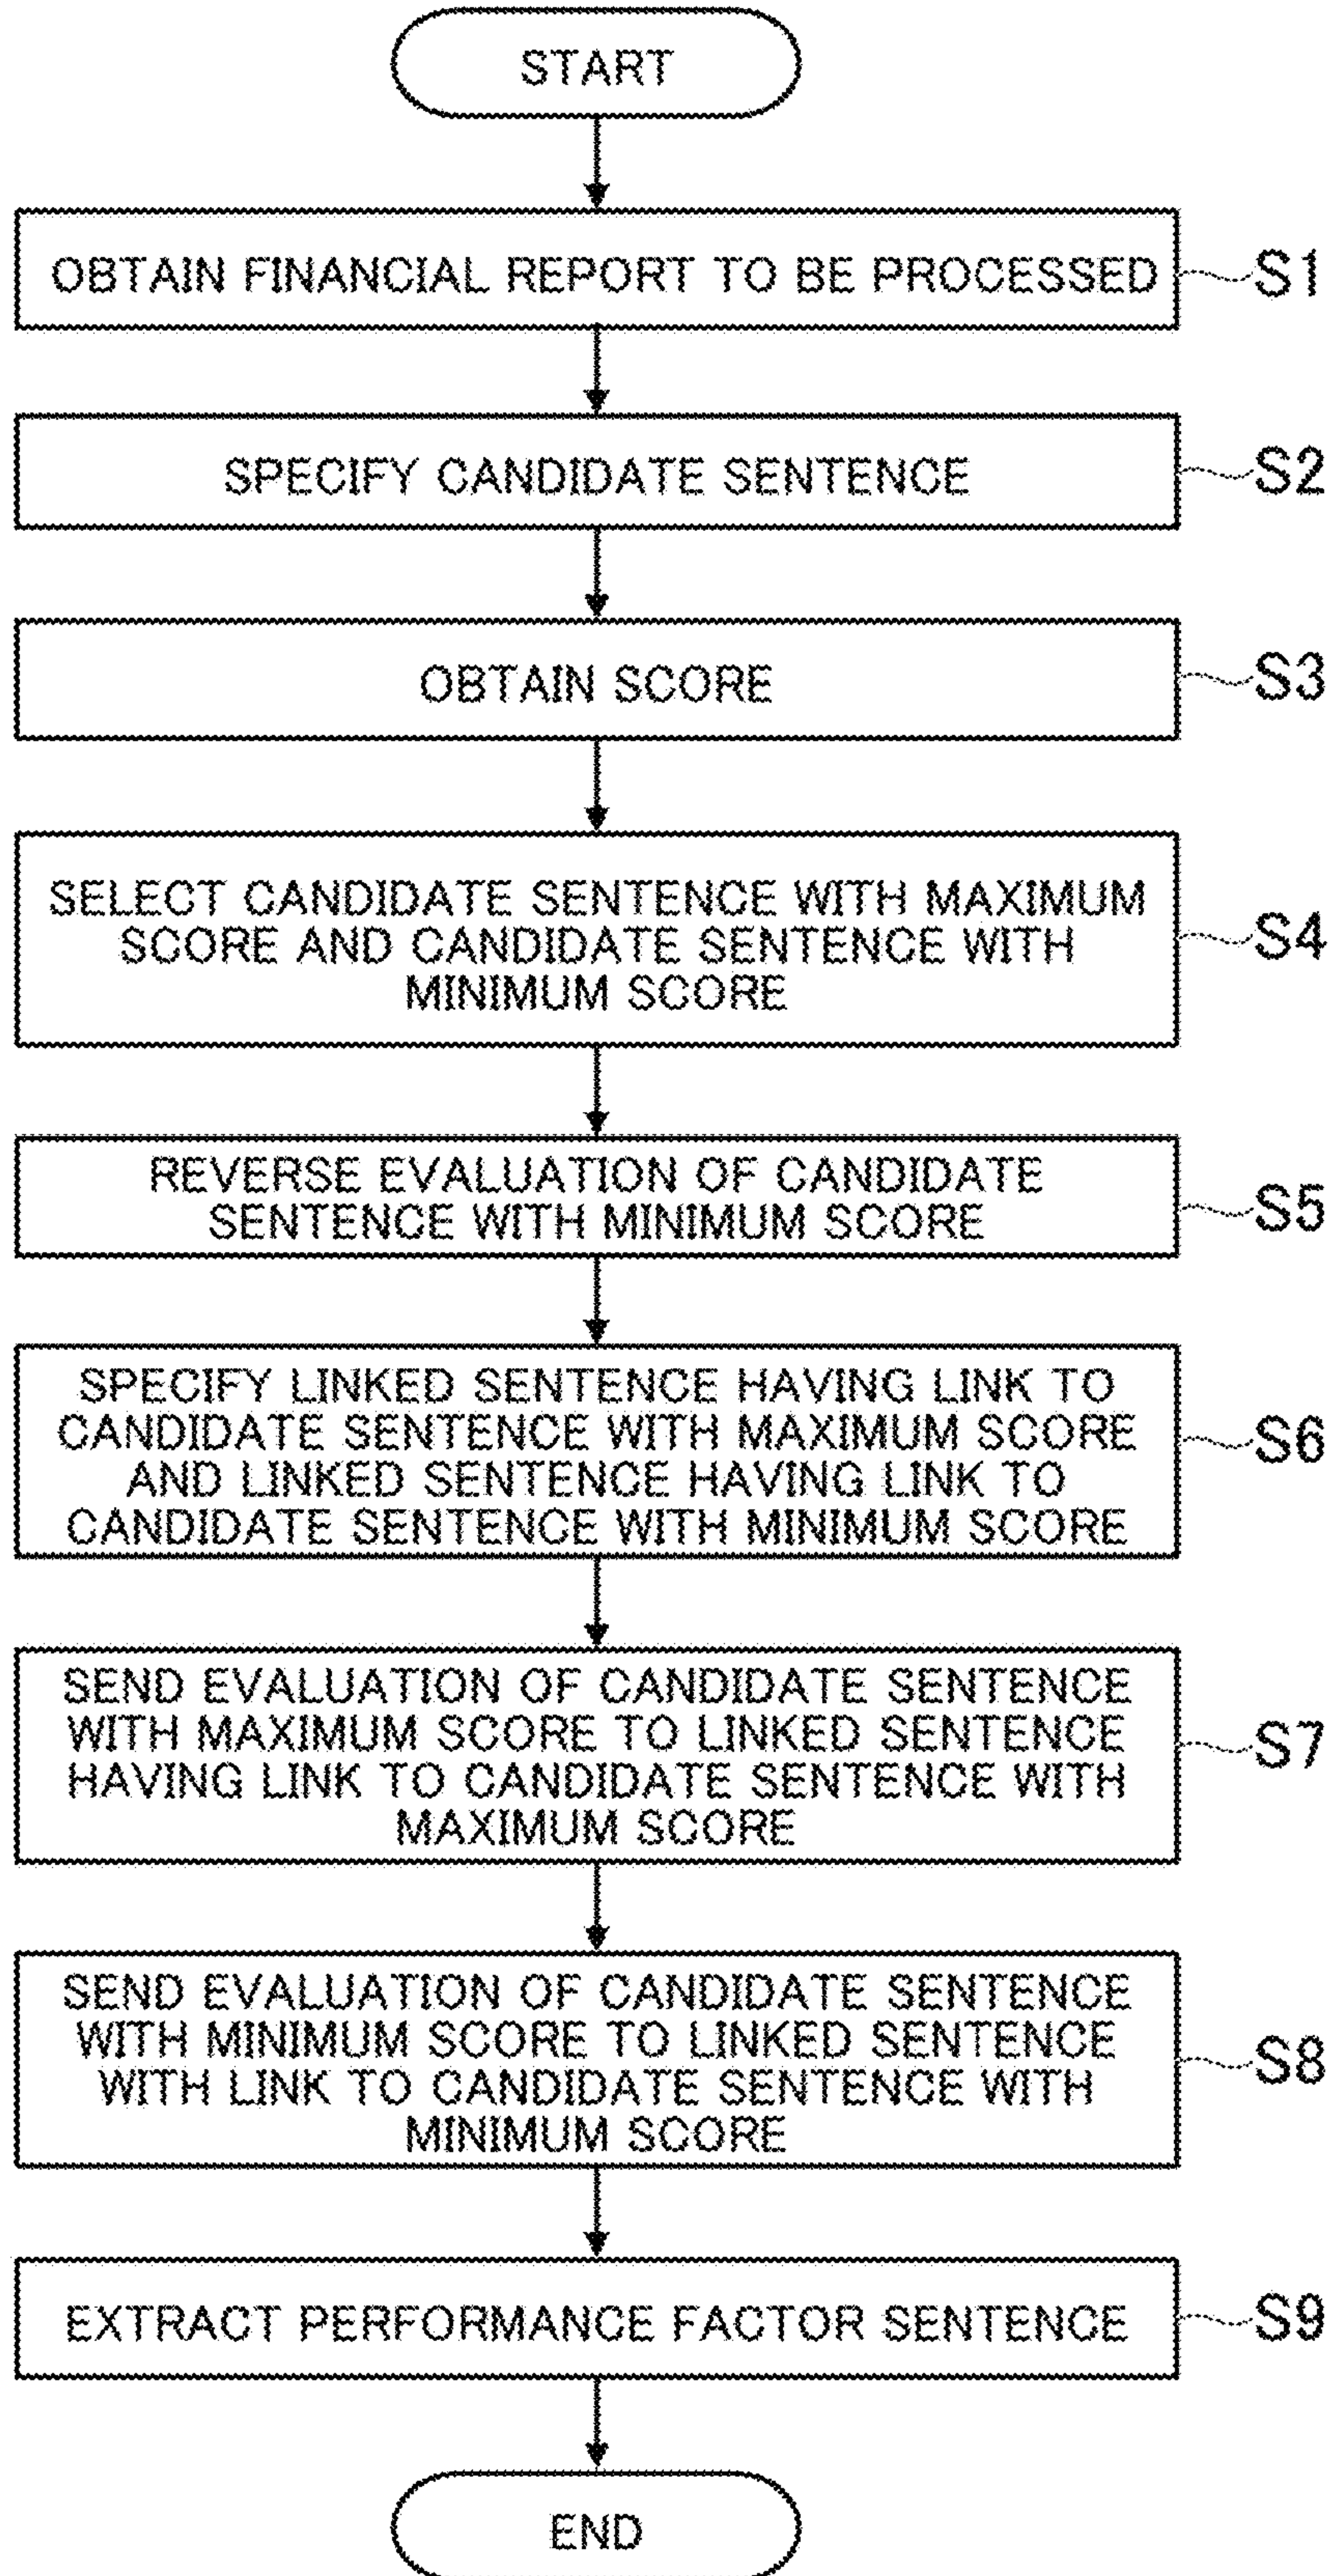 START
OBTAIN FINANCIAL REPORT TO BE PROCESSED
S1
SPECIFY CANDIDATE SENTENCE
S2
OBTAIN SCORE
S3
SELECT CANDIDATE SENTENCE WITH MAXIMUM
SCORE AND CANDIDATE SENTENCE WITH
MINIMUM SCORE
S4
REVERSE EVALUATION OF CANDIDATE
SENTENCE WITH MINIMUM SCORE
S5
SPECIFY LINKED SENTENCE HAVING LINK TO
CANDIDATE SENTENCE WITH MAXIMUM SCORE
AND LINKED SENTENCE HAVING LINK TO
CANDIDATE SENTENCE WITH MINIMUM SCORE
S6
SEND EVALUATION OF CANDIDATE SENTENCE
WITH MAXIMUM SCORE TO LINKED SENTENCE
HAVING LINK TO CANDIDATE SENTENCE WITH
MAXIMUM SCORE
S7
SEND EVALUATION OF CANDIDATE SENTENCE
WITH MINIMUM SCORE TO LINKED SENTENCE
WITH LINK TO CANDIDATE SENTENCE WITH
MINIMUM SCORE
S8
EXTRACT PERFORMANCE FACTOR SENTENCE
S9
END